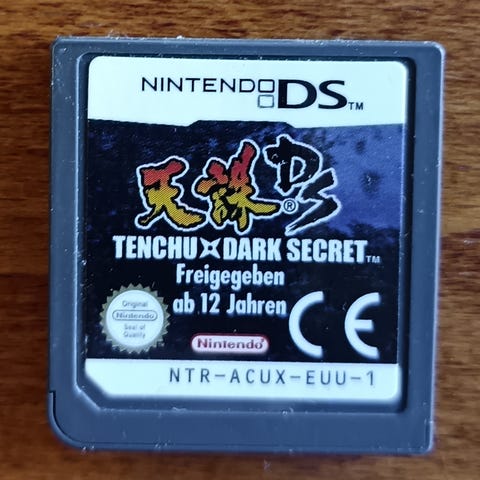 NINTENDO DS™
天誅®DS
TENCHU DARK SECRET™
Freigegeben
ab 12 Jahren
Original
Nintendo
Seal of
Quality
CE
Nintendo®
NTR-ACUX-EUU-1